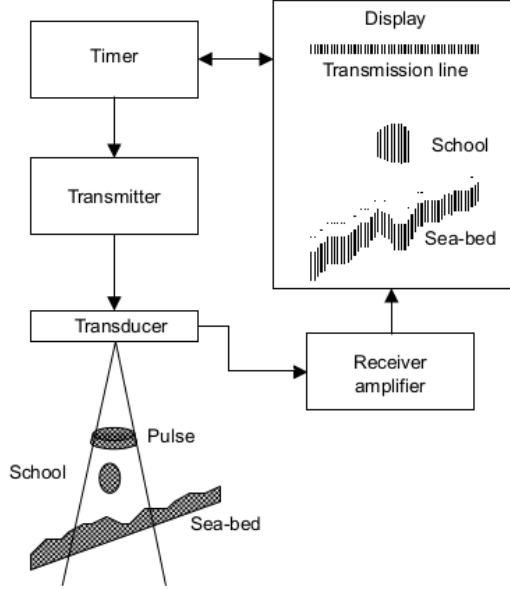 Timer
Display
Transmission line
School
Sea-bed
Transmitter
Transducer
Receiver
amplifier
Pulse
School
Sea-bed